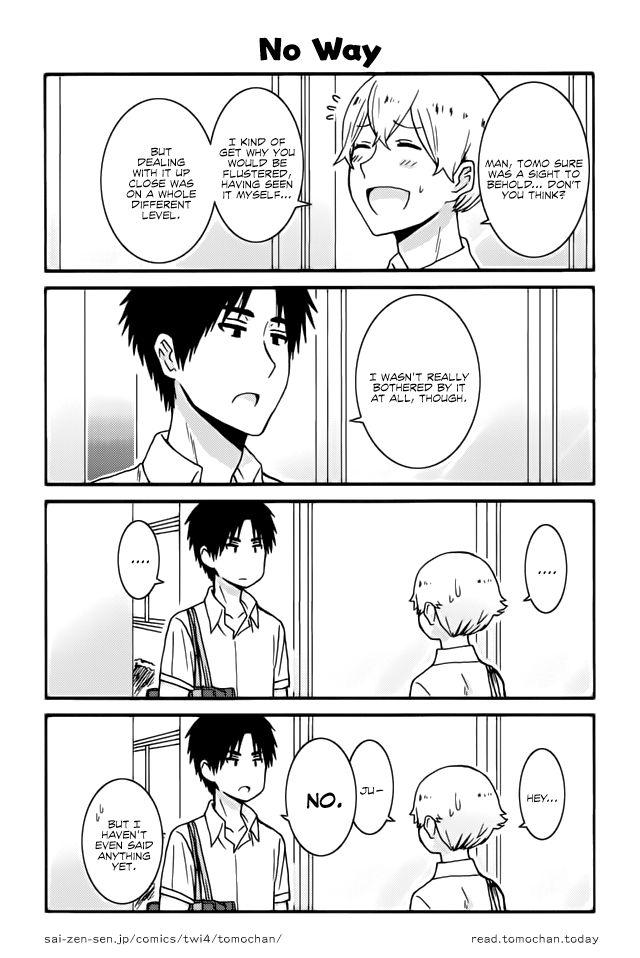 No Way
MAN, TOMO SURE
WAS A SIGHT TO
BEHOLD... DON'T
YOU THINK?
I KIND OF
GET WHY YOU
WOULD BE
FLUSTERED,
HAVING SEEN
IT MYSELF...
BUT
DEALING
WITH IT UP
CLOSE WAS
ON A WHOLE
DIFFERENT
LEVEL.
I WASN'T REALLY
BOTHERED BY IT
AT ALL, THOUGH.
....
....
HEY...
JU-
NO.
BUT I
HAVEN'T
EVEN SAID
ANYTHING
YET.
sai-zen-sen.jp/comics/twi4/tomochan/
read.tomochan.today